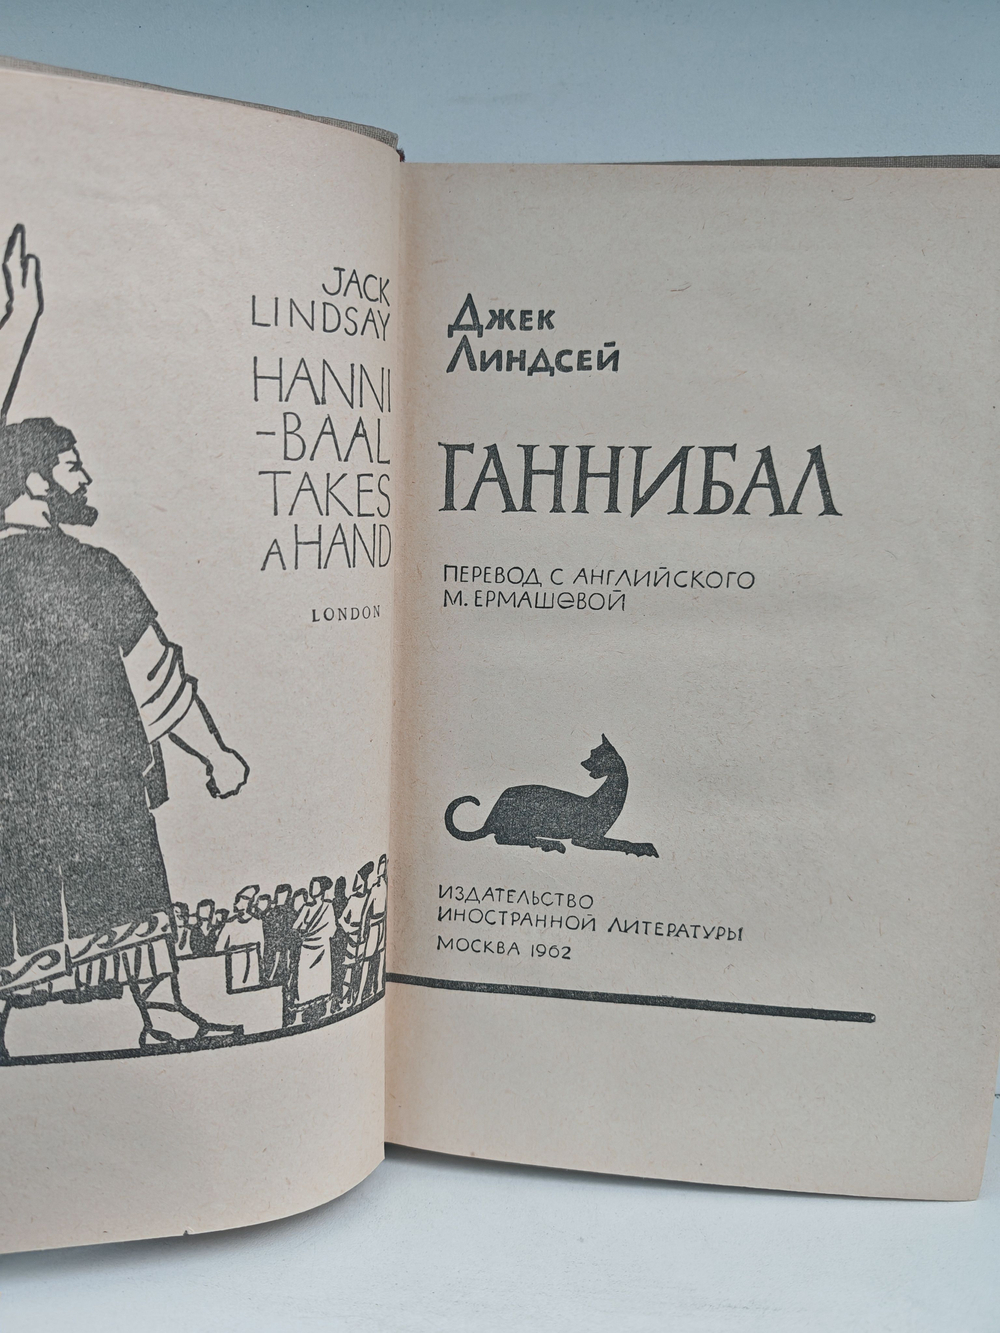 JACK
LINDSAY
HANNI
-BAAL
TAKES
A HAND
LONDON
Джек
Линдсей
ГАННИБАЛ
ПЕРЕВОД С АНГЛИЙСКОГО
М. ЕРМАШЕВОЙ
ИЗДАТЕЛЬСТВО
ИНОСТРАННОЙ ЛИТЕРАТУРЫ
МОСКВА 1962